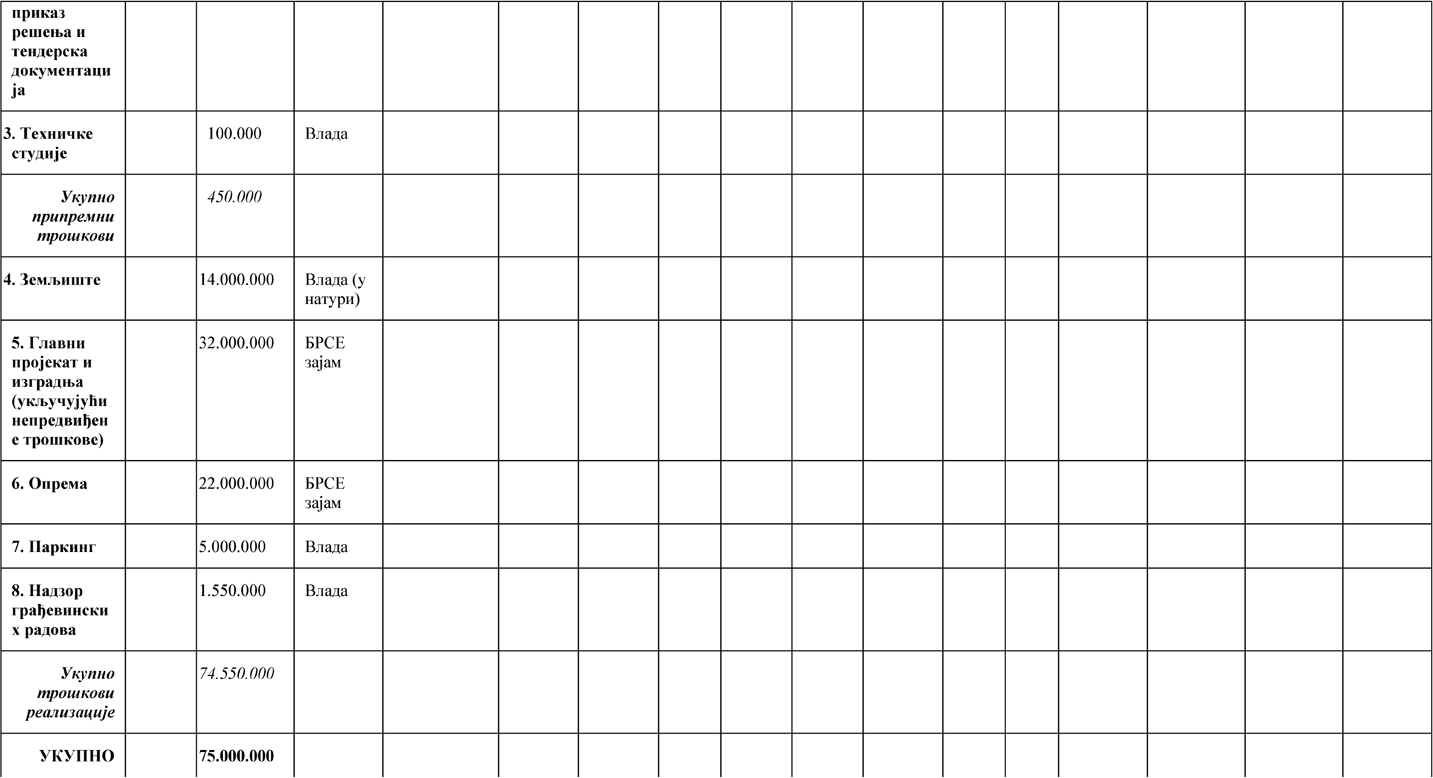 приказ
решења и
тендерска
документаци
ја
3. Техничке
студије
100.000
Влада
Укупно
припремни
трошкови
450.000
4. Земљиште
14.000.000
Влада (у
натури)
5. Главни
пројекат и
изградња
(укључујући
непредвиђен
е трошкове)
32.000.000
БРСЕ
зајам
6. Опрема
22.000.000
БРСЕ
зајам
7. Паркинг
5.000.000
Влада
8. Надзор
грађевински
х радова
1.550.000
Влада
Укупно
трошкови
реализације
74.550.000
УКУПНО
75.000.000